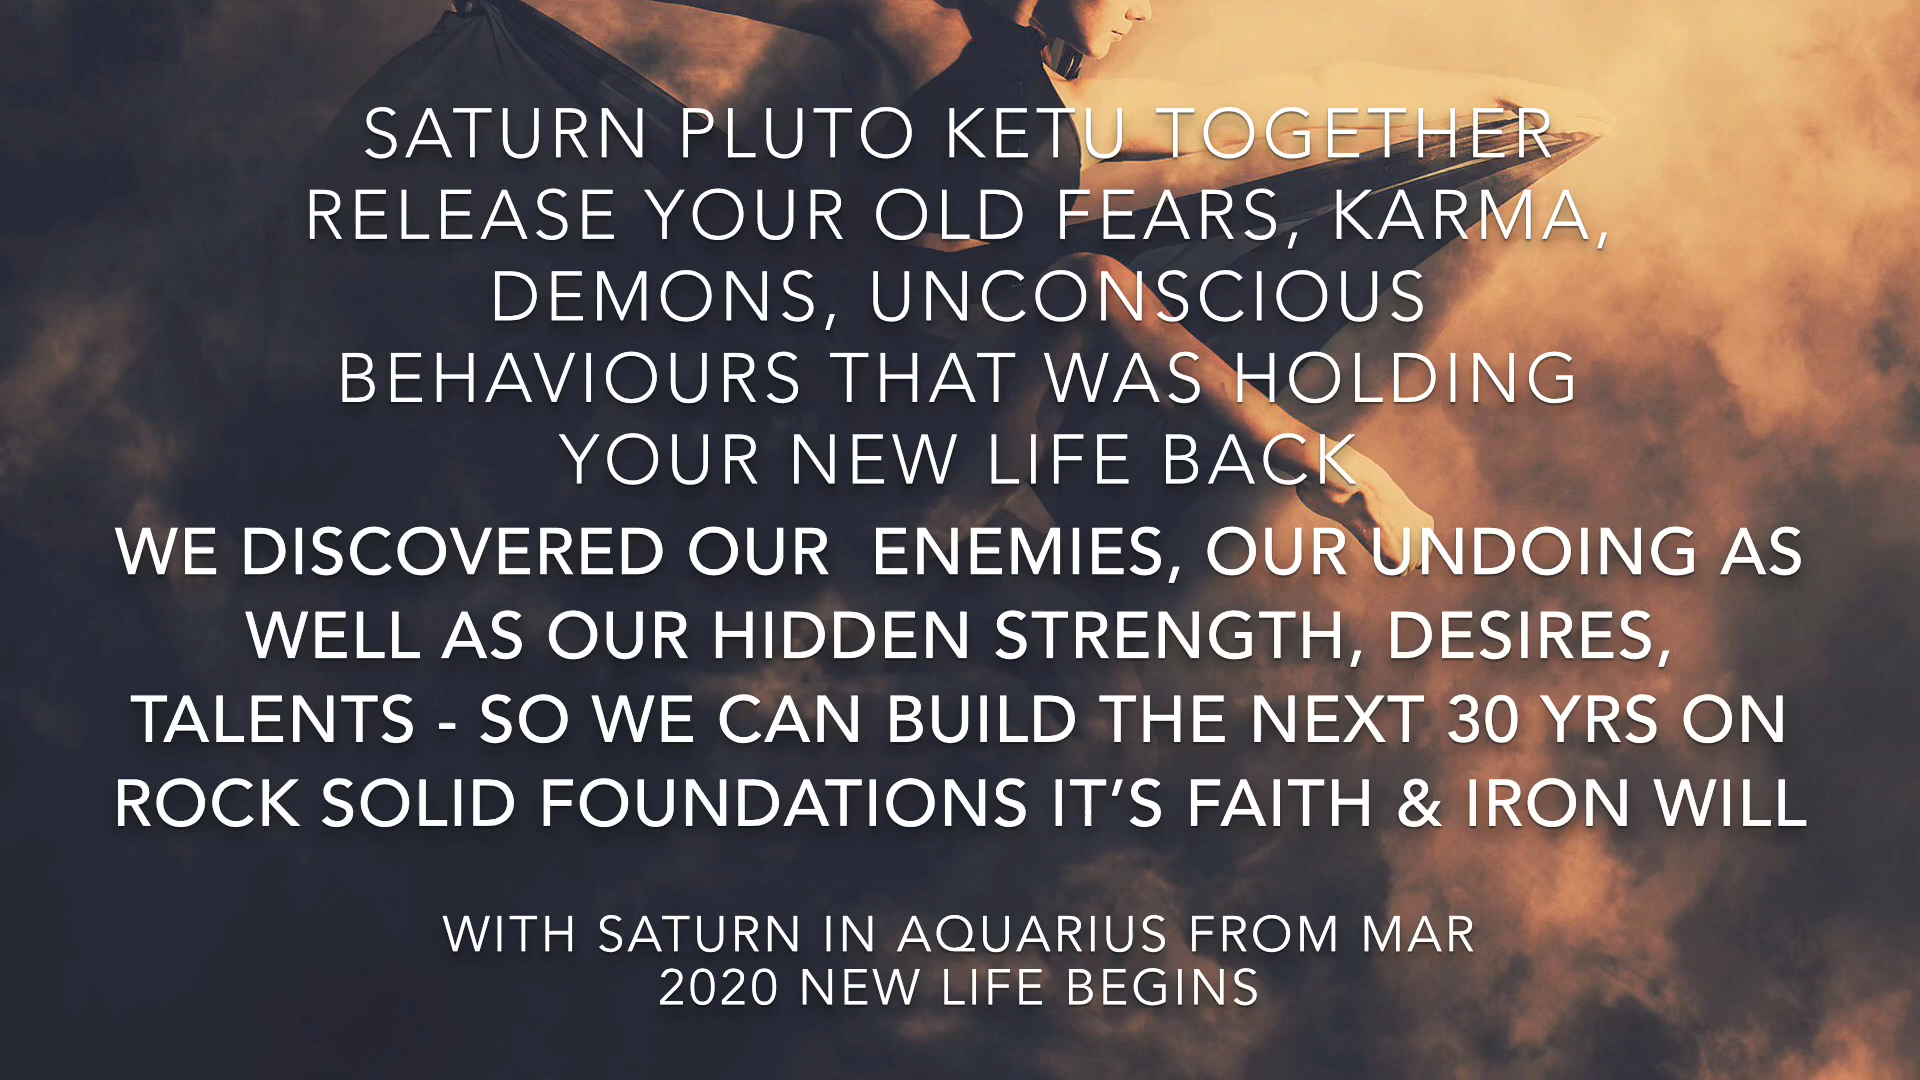 SATURN PLUTO KETU TOGETHER
RELEASE YOUR OLD FEARS, KARMA,
DEMONS, UNCONSCIOUS
BEHAVIOURS THAT WAS HOLDING
YOUR NEW LIFE BACK
WE DISCOVERED OUR  ENEMIES, OUR UNDOING AS
WELL AS OUR HIDDEN STRENGTH, DESIRES,
TALENTS - SO WE CAN BUILD THE NEXT 30 YRS ON
ROCK SOLID FOUNDATIONS IT’S FAITH & IRON WILL
WITH SATURN IN AQUARIUS FROM MAR
2020 NEW LIFE BEGINS